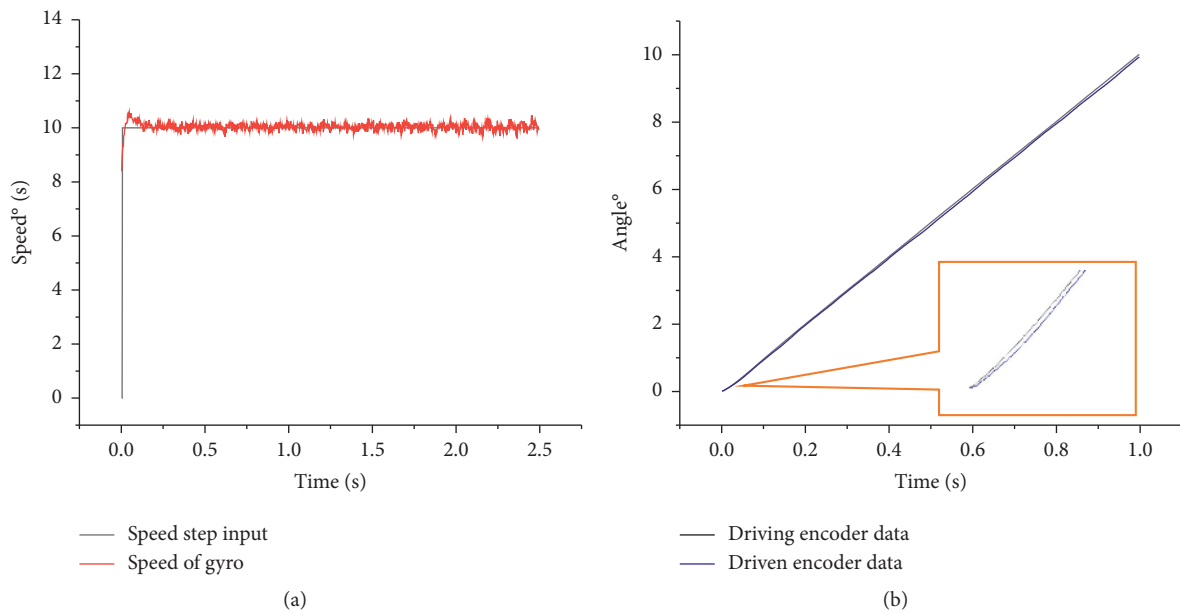 14
12
10
8
6
4
2
0
Speed° (s)
0.0 0.5 1.0 1.5 2.0 2.5
Time (s)
Speed step input
Speed of gyro
(a)
10
8
6
4
2
0
Angle°
0.0 0.2 0.4 0.6 0.8 1.0
Time (s)
Driving encoder data
Driven encoder data
(b)